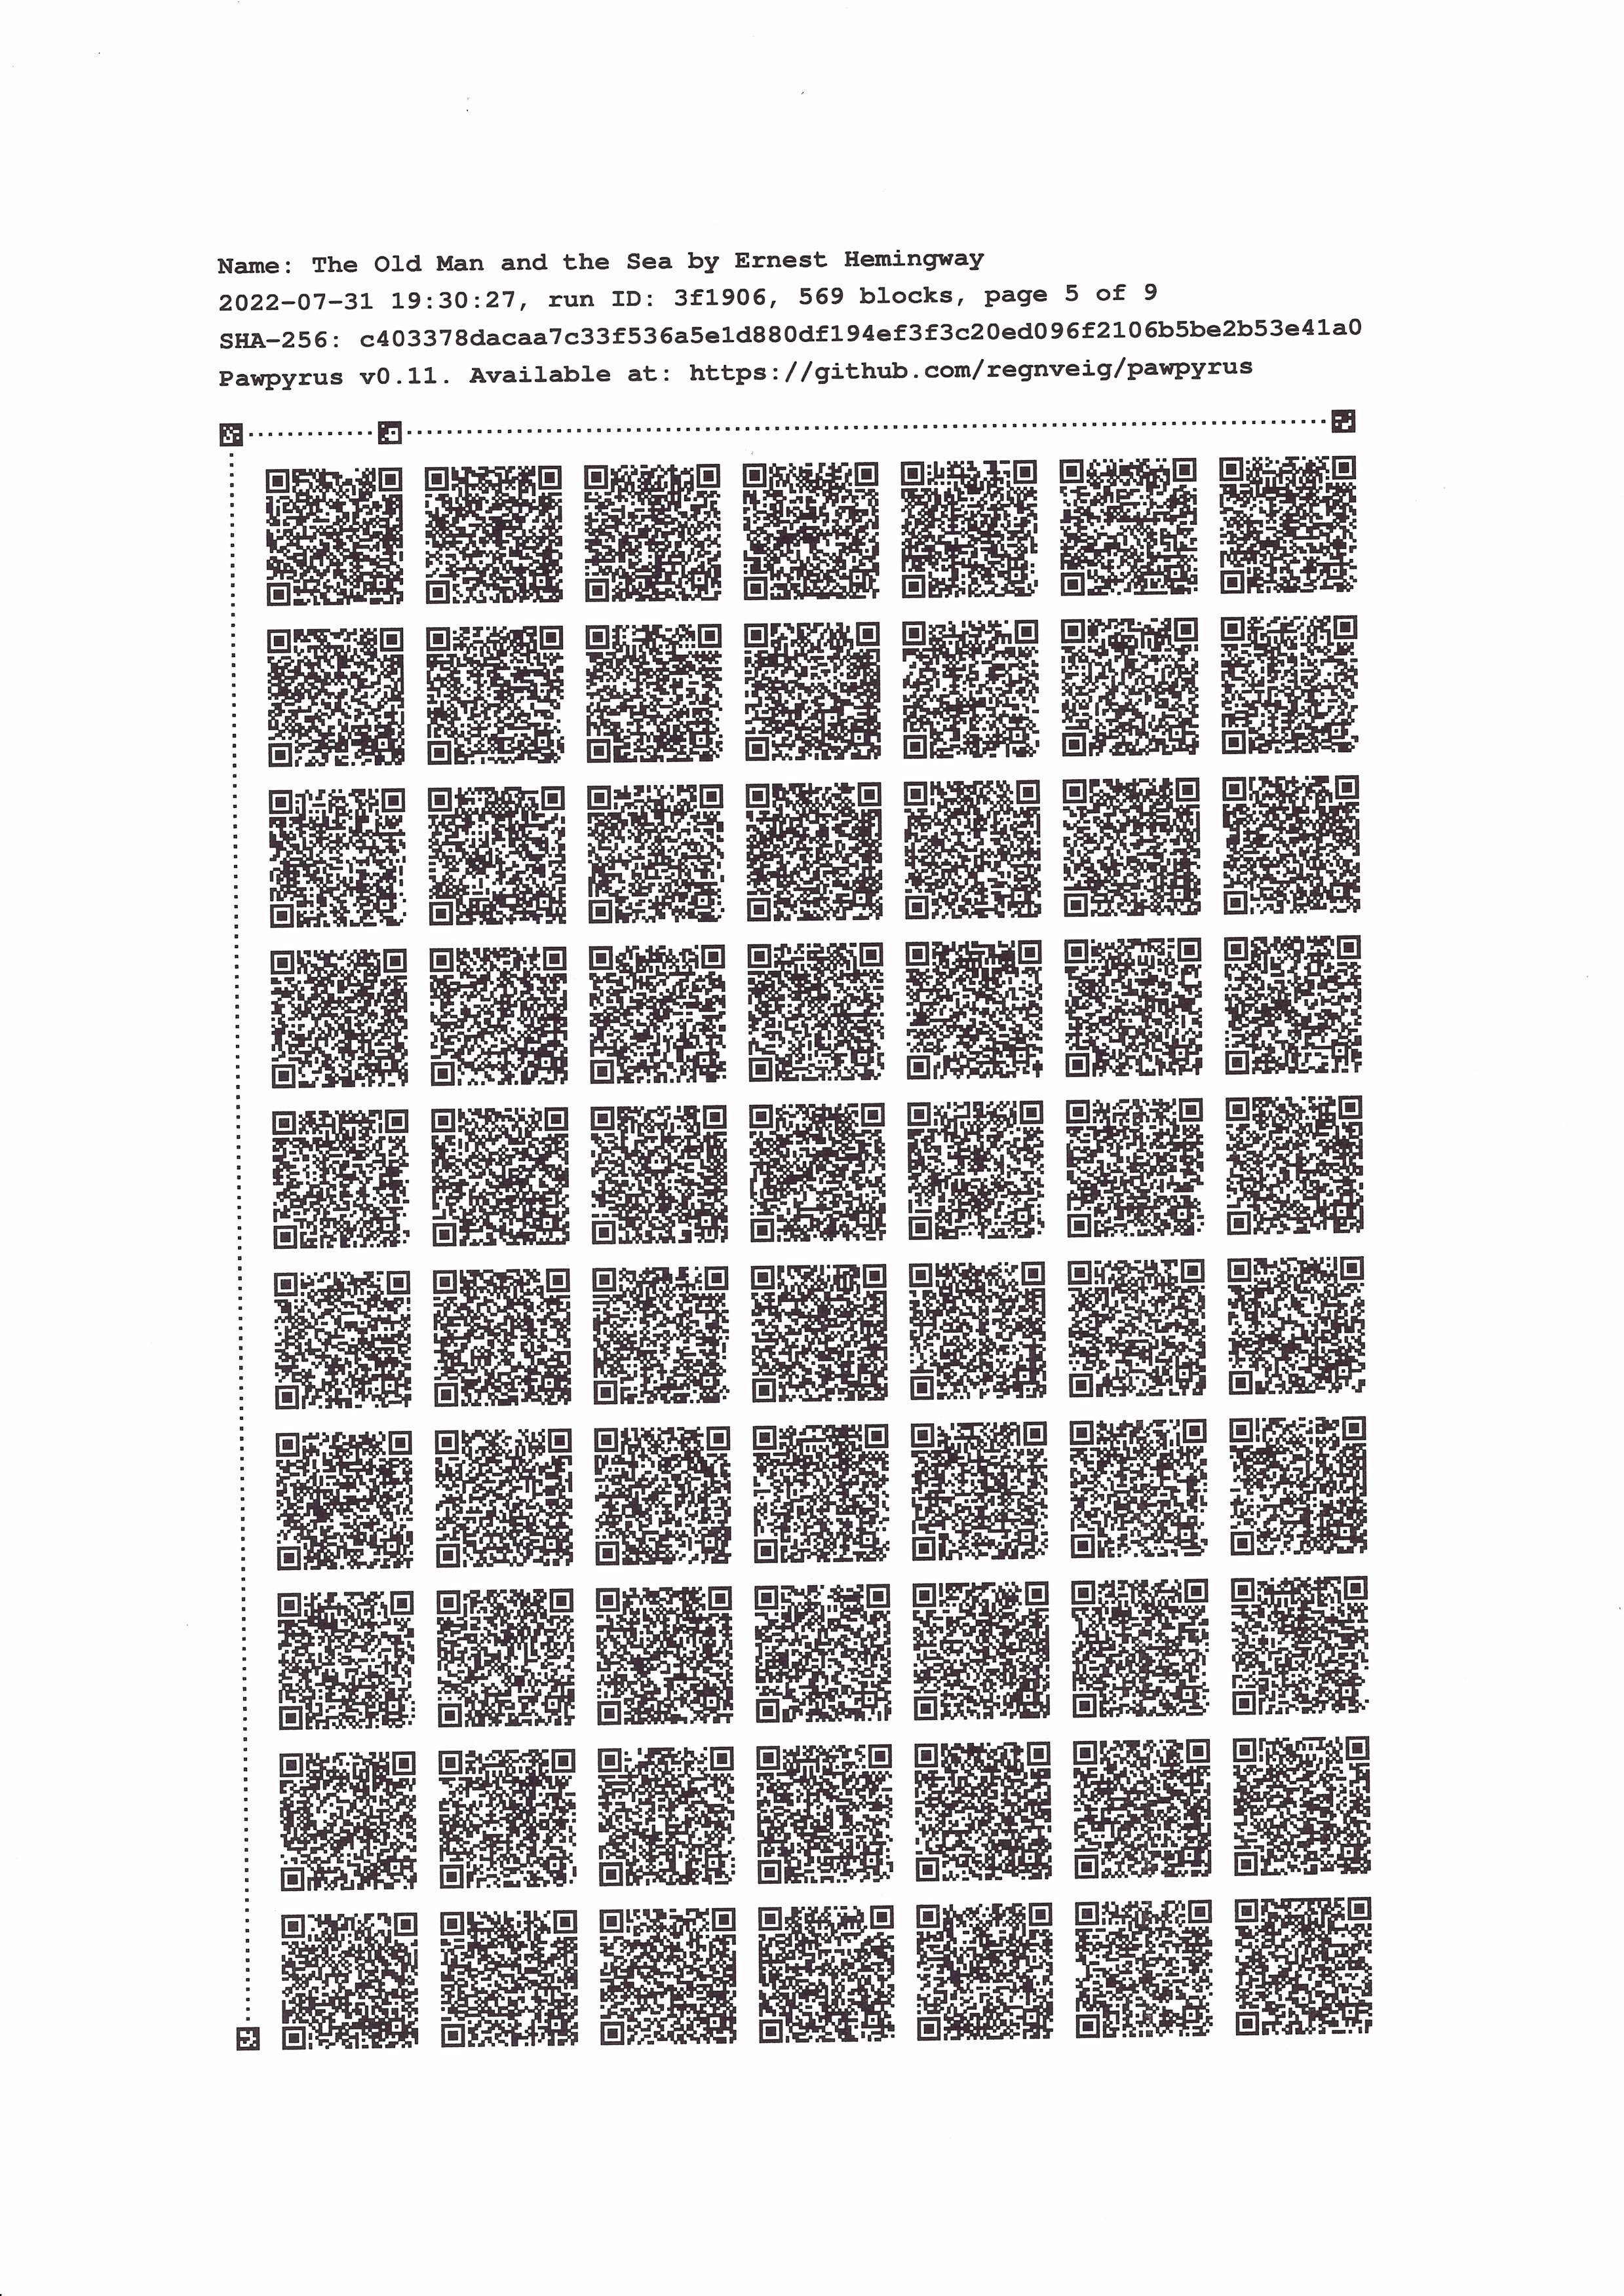 Name: The Old Man and the Sea by Ernest Hemingway
2022-07-31 19:30:27, run ID: 3f1906, 569 blocks, page 5 of 9
SHA-256: c403378dacaa7c33f536a5e1d880df194ef3f3c20ed096f2106b5be2b53e41a0
Pawpyrus v0.11. Available at: https://github.com/regnveig/pawpyrus